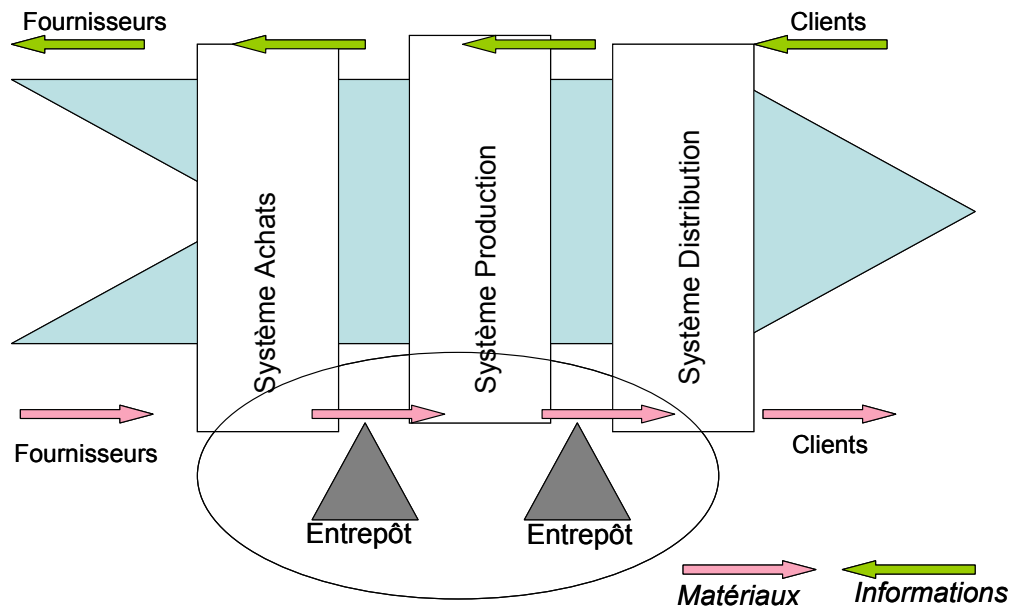 Fournisseurs
Clients
Système Achats
Système Production
Système Distribution
Fournisseurs
Clients
Entrepôt
Entrepôt
Matériaux
Informations